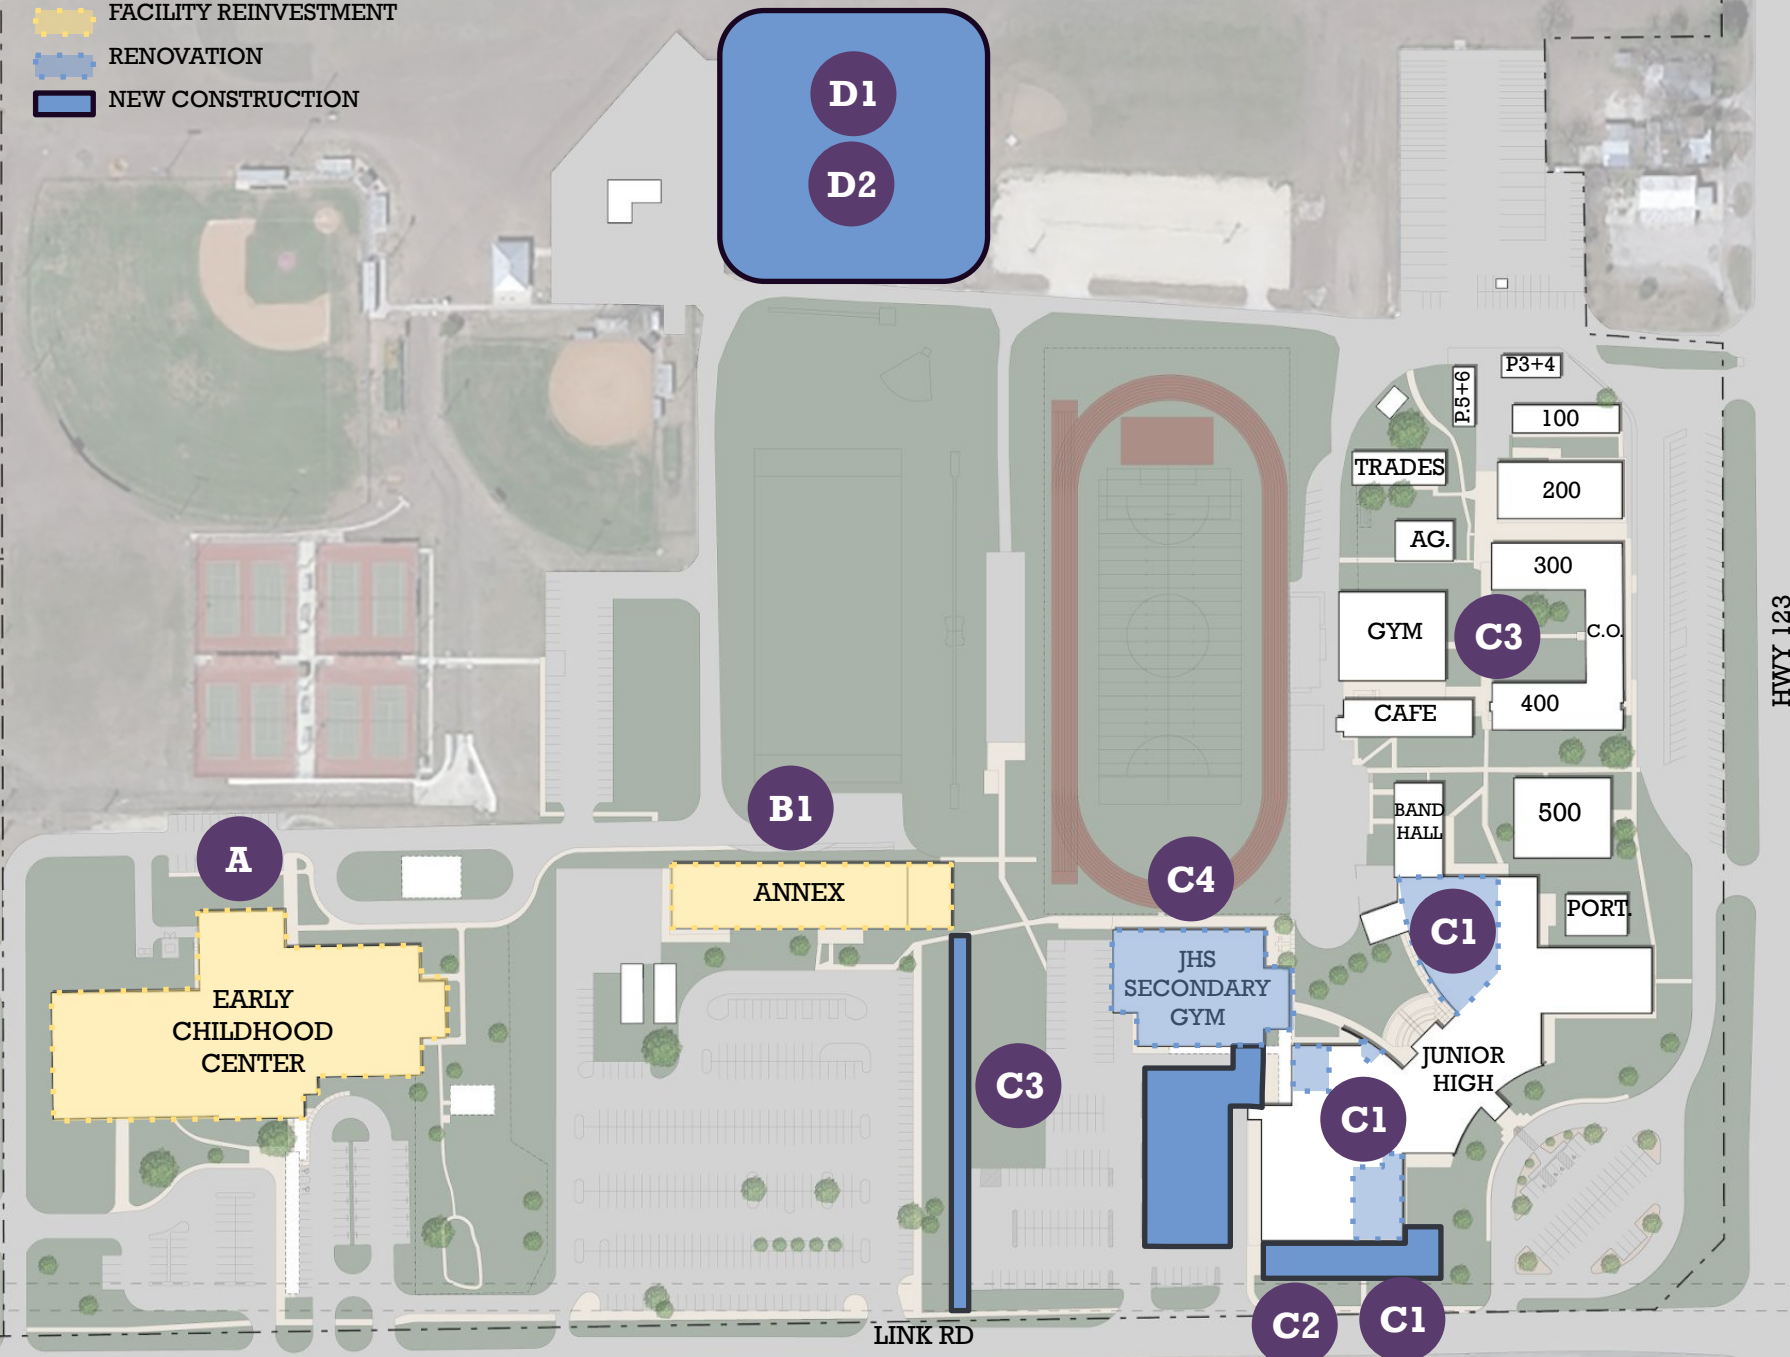 FACILITY REINVESTMENT
RENOVATION
NEW CONSTRUCTION
D1
D2
P3+4
P.5+6
100
TRADES
200
AG.
300
HWY 123
GYM
C3
C.O.
400
CAFE
B1
BAND
HALL
500
A
C4
ANNEX
PORT.
C1
JHS
SECONDARY
GYM
EARLY
CHILDHOOD
CENTER
JUNIOR
HIGH
C3
C1
C2
C1
LINK RD